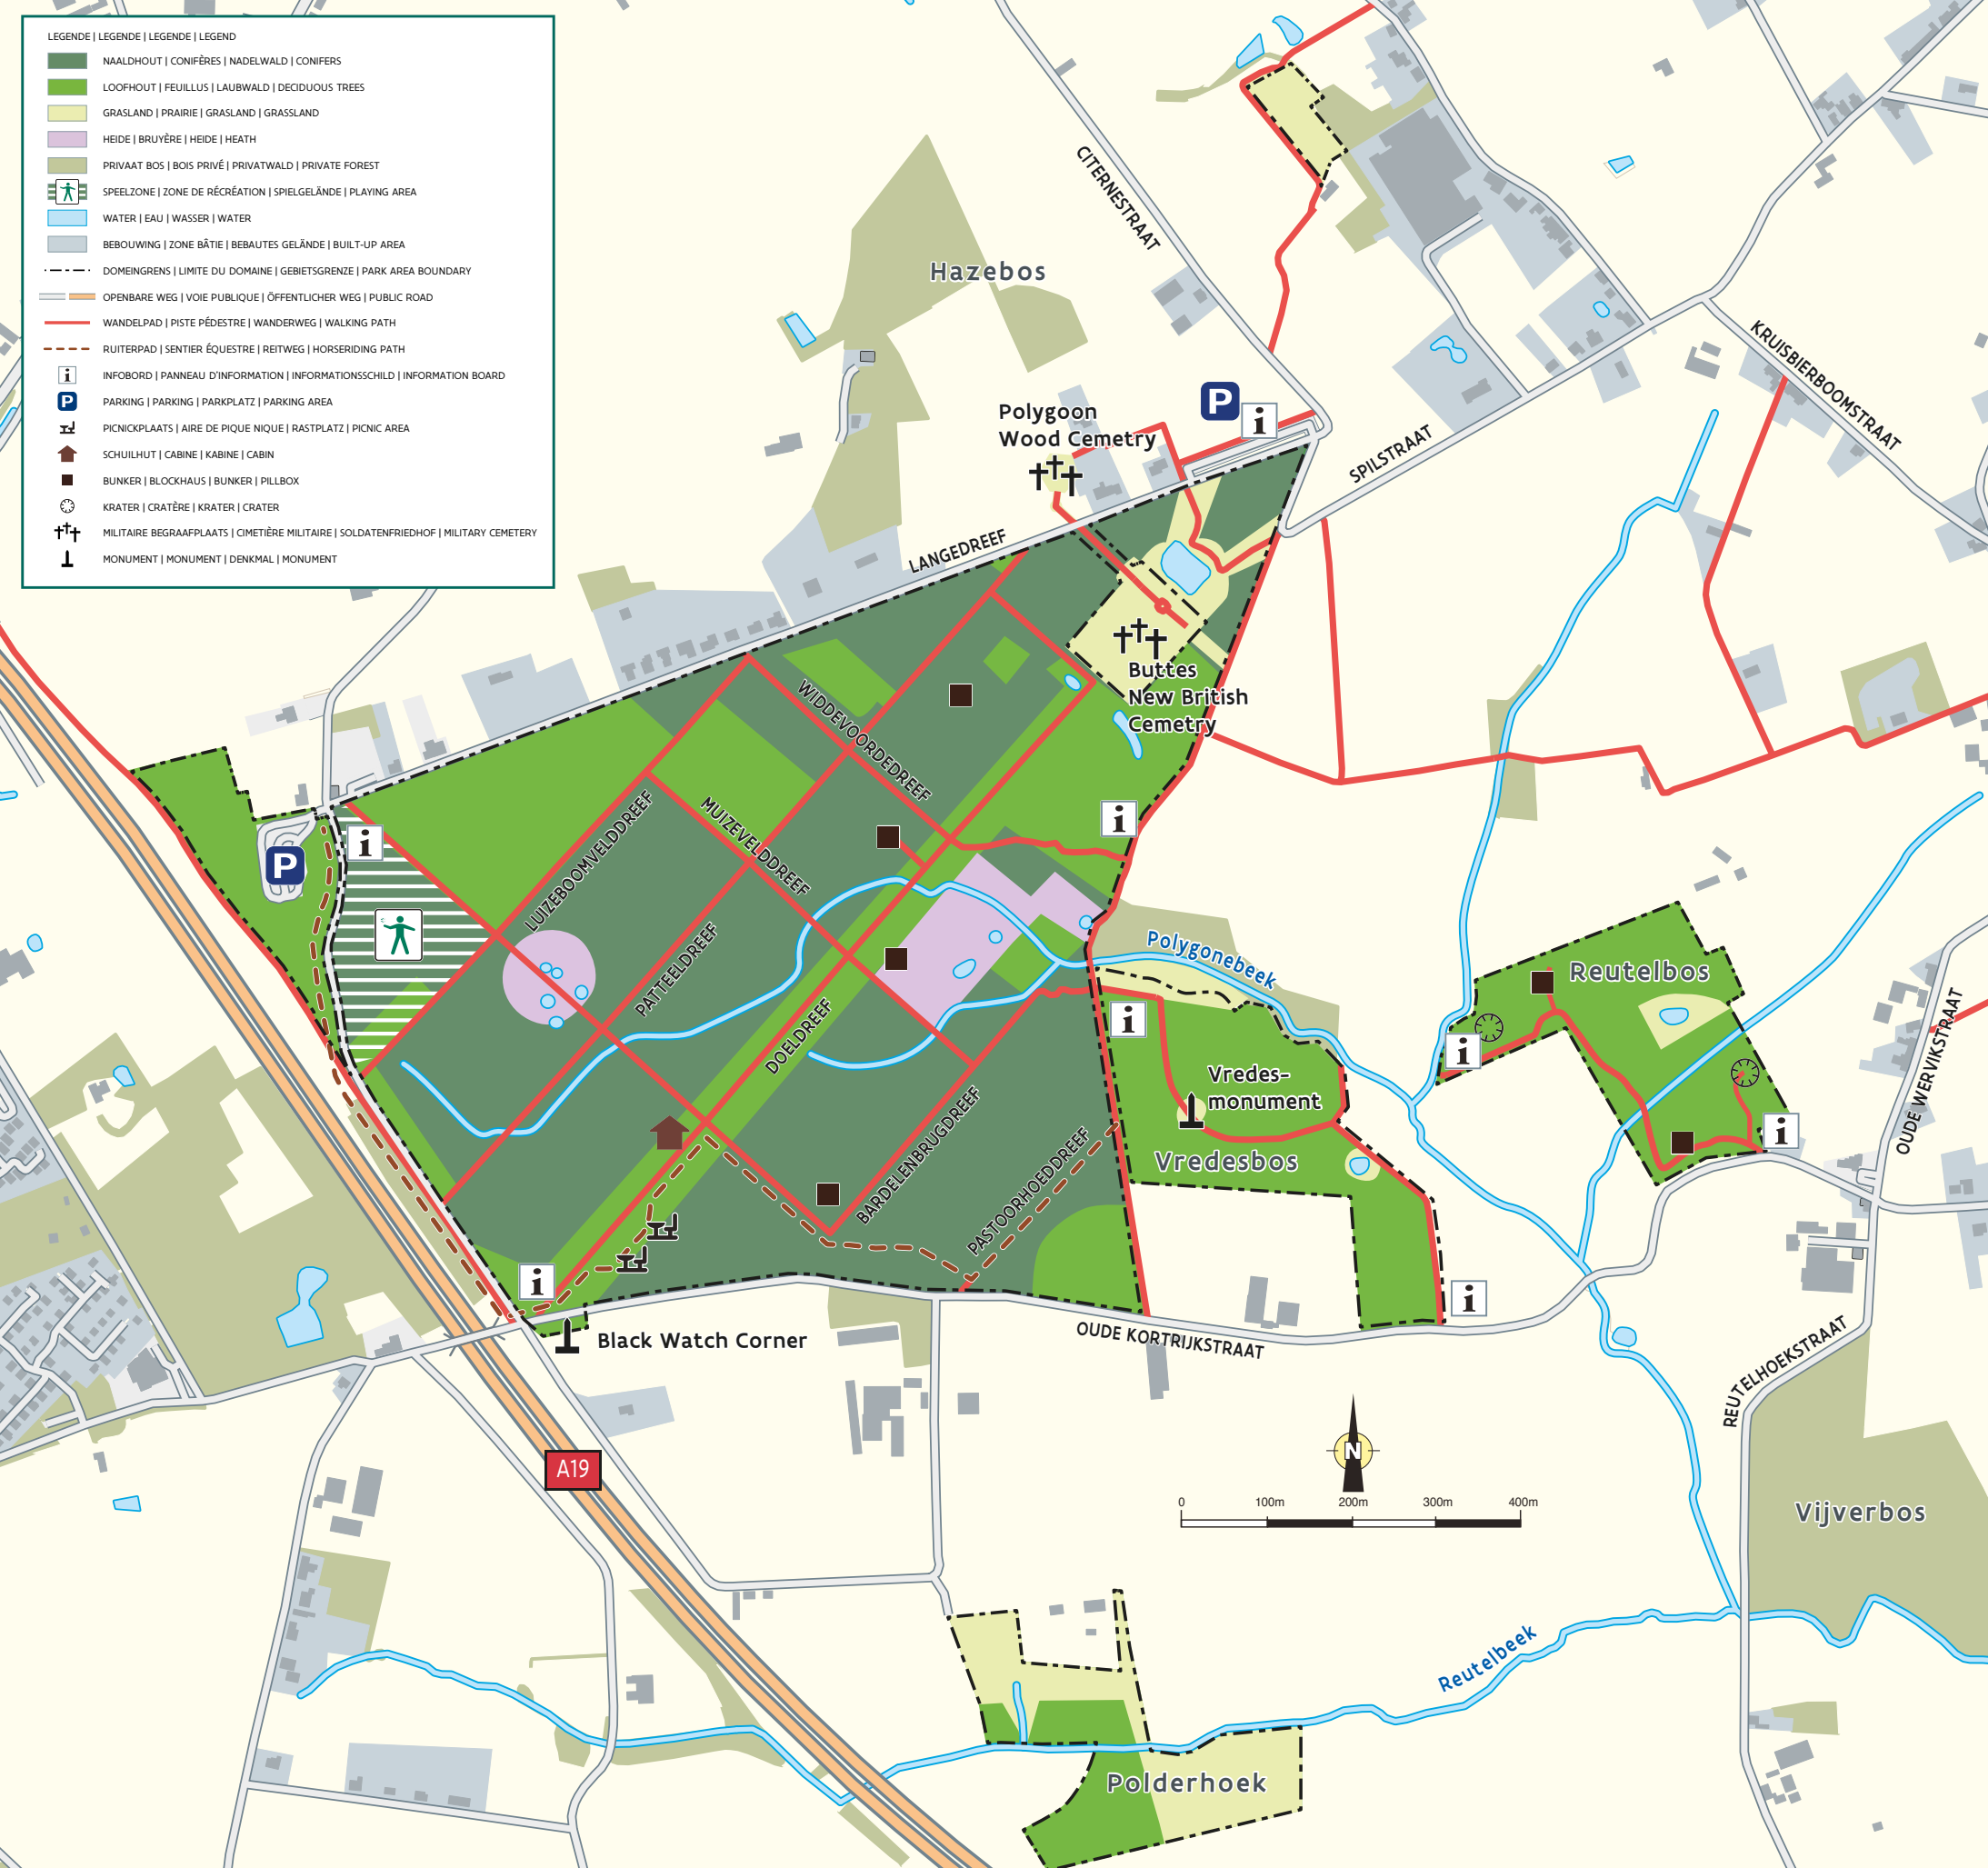 LEGENDE | LEGENDE | LEGENDE | LEGEND
NAALDHOUT | CONIFÈRES | NADELWALD | CONIFERS
LOOFHOUT | FEUILLUS | LAUBWALD | DECIDUOUS TREES
GRASLAND | PRAIRIE | GRASLAND | GRASSLAND
HEIDE | BRUYÈRE | HEIDE | HEATH
PRIVAAT BOS | BOIS PRIVÉ | PRIVATWALD | PRIVATE FOREST
SPEELZONE | ZONE DE RÉCRÉATION | SPIELGELÄNDE | PLAYING AREA
WATER | EAU | WASSER | WATER
BEBOUWING | ZONE BÂTIE | BEBAUTES GELÄNDE | BUILT-UP AREA
DOMEINGRENS | LIMITE DU DOMAINE | GEBIETSGRENZE | PARK AREA BOUNDARY
OPENBARE WEG | VOIE PUBLIQUE | ÖFFENTLICHER WEG | PUBLIC ROAD
WANDELPAD | PISTE PÉDESTRE | WANDERWEG | WALKING PATH
RUITERPAD | SENTIER ÉQUESTRE | REITWEG | HORSERIDING PATH
i INFOBORD | PANNEAU D'INFORMATION | INFORMATIONSSCHILD | INFORMATION BOARD
P PARKING | PARKING | PARKPLATZ | PARKING AREA
PICNICKPLAATS | AIRE DE PIQUE NIQUE | RASTPLATZ | PICNIC AREA
SCHUILHUT | CABINE | KABINE | CABIN
BUNKER | BLOCKHAUS | BUNKER | PILLBOX
KRATER | CRATÈRE | KRATER | CRATER
MILITAIRE BEGRAAFPLAATS | CIMETIÈRE MILITAIRE | SOLDATENFRIEDHOF | MILITARY CEMETERY
MONUMENT | MONUMENT | DENKMAL | MONUMENT
CITERNESTRAAT
Hazebos
KRUISBIERBOOMSTRAAT
P
i
Polygoon
Wood Cemetry
SPILSTRAAT
LANGEDREEF
Buttes
New British
Cemetry
WIDDEVOORDEDREEF
MUIZEVELDDREEF
LUIZEBOOMVELDDREEF
i
i
P
PATTEELDREEF
Polygonebeek
Reutelbos
DOELDREEF
i
i
Vredes-
monument
OUDE WERVIKSTRAAT
i
BARDELENBRUGDREEF
PASTOORHOEDDREEF
Vredesbos
i
i
Black Watch Corner
OUDE KORTRIJKSTRAAT
REUTELHOEKSTRAAT
A19
N
0 100m 200m 300m 400m
Vijverbos
Reutelbeek
Polderhoek